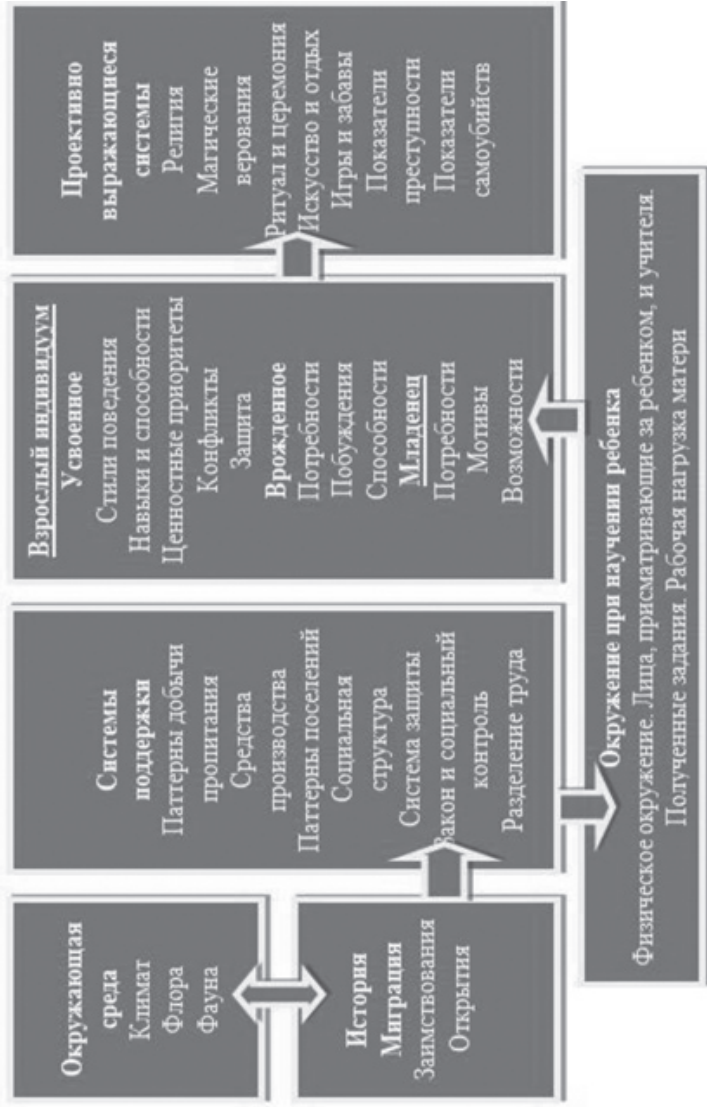 Окружающая
среда
Климат
Флора
Фауна
История
Миграция
Заимствования
Открытия
Системы
поддержки
Паттерны добычи
пропитания
Средства
производства
Паттерны поселений
Социальная
структура
Система защиты
Закон и социальный
контроль
Разделение труда
Взрослый индивидуум
Усвоенное
Стили поведения
Навыки и способности
Ценностные приоритеты
Конфликты
Защита
Врожденное
Потребности
Побуждения
Способности
Младенец
Потребности
Мотивы
Возможности
Проективно
выражающиеся
системы
Религия
Магические
верования
Ритуал и церемония
Искусство и отдых
Игры и забавы
Показатели
преступности
Показатели
самоубийств
Окружение при научении ребенка
Физическое окружение. Лица, присматривающие за ребенком, и учителя.
Полученные задания. Рабочая нагрузка матери